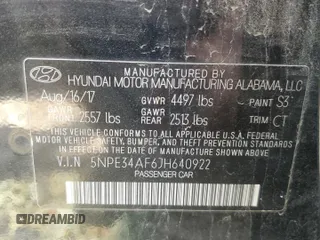 MANUFACTURED BY
HYUNDAI MOTOR MANUFACTURING ALABAMA, LLC
Aug/16/17 GVWR 4497 lbs PAINT S3
GAWR FRONT 2557 lbs GAWR REAR 2513 lbs TRIM CT
THIS VEHICLE CONFORMS TO ALL APPLICABLE FEDERAL
MOTOR VEHICLE SAFETY, BUMPER, AND THEFT PREVENTION
STANDARDS IN EFFECT ON THE DATE OF
MANUFACTURE SHOWN ABOVE.
V.I.N 5NPE34AF6JH640922
PASSENGER CAR
DREAMBID